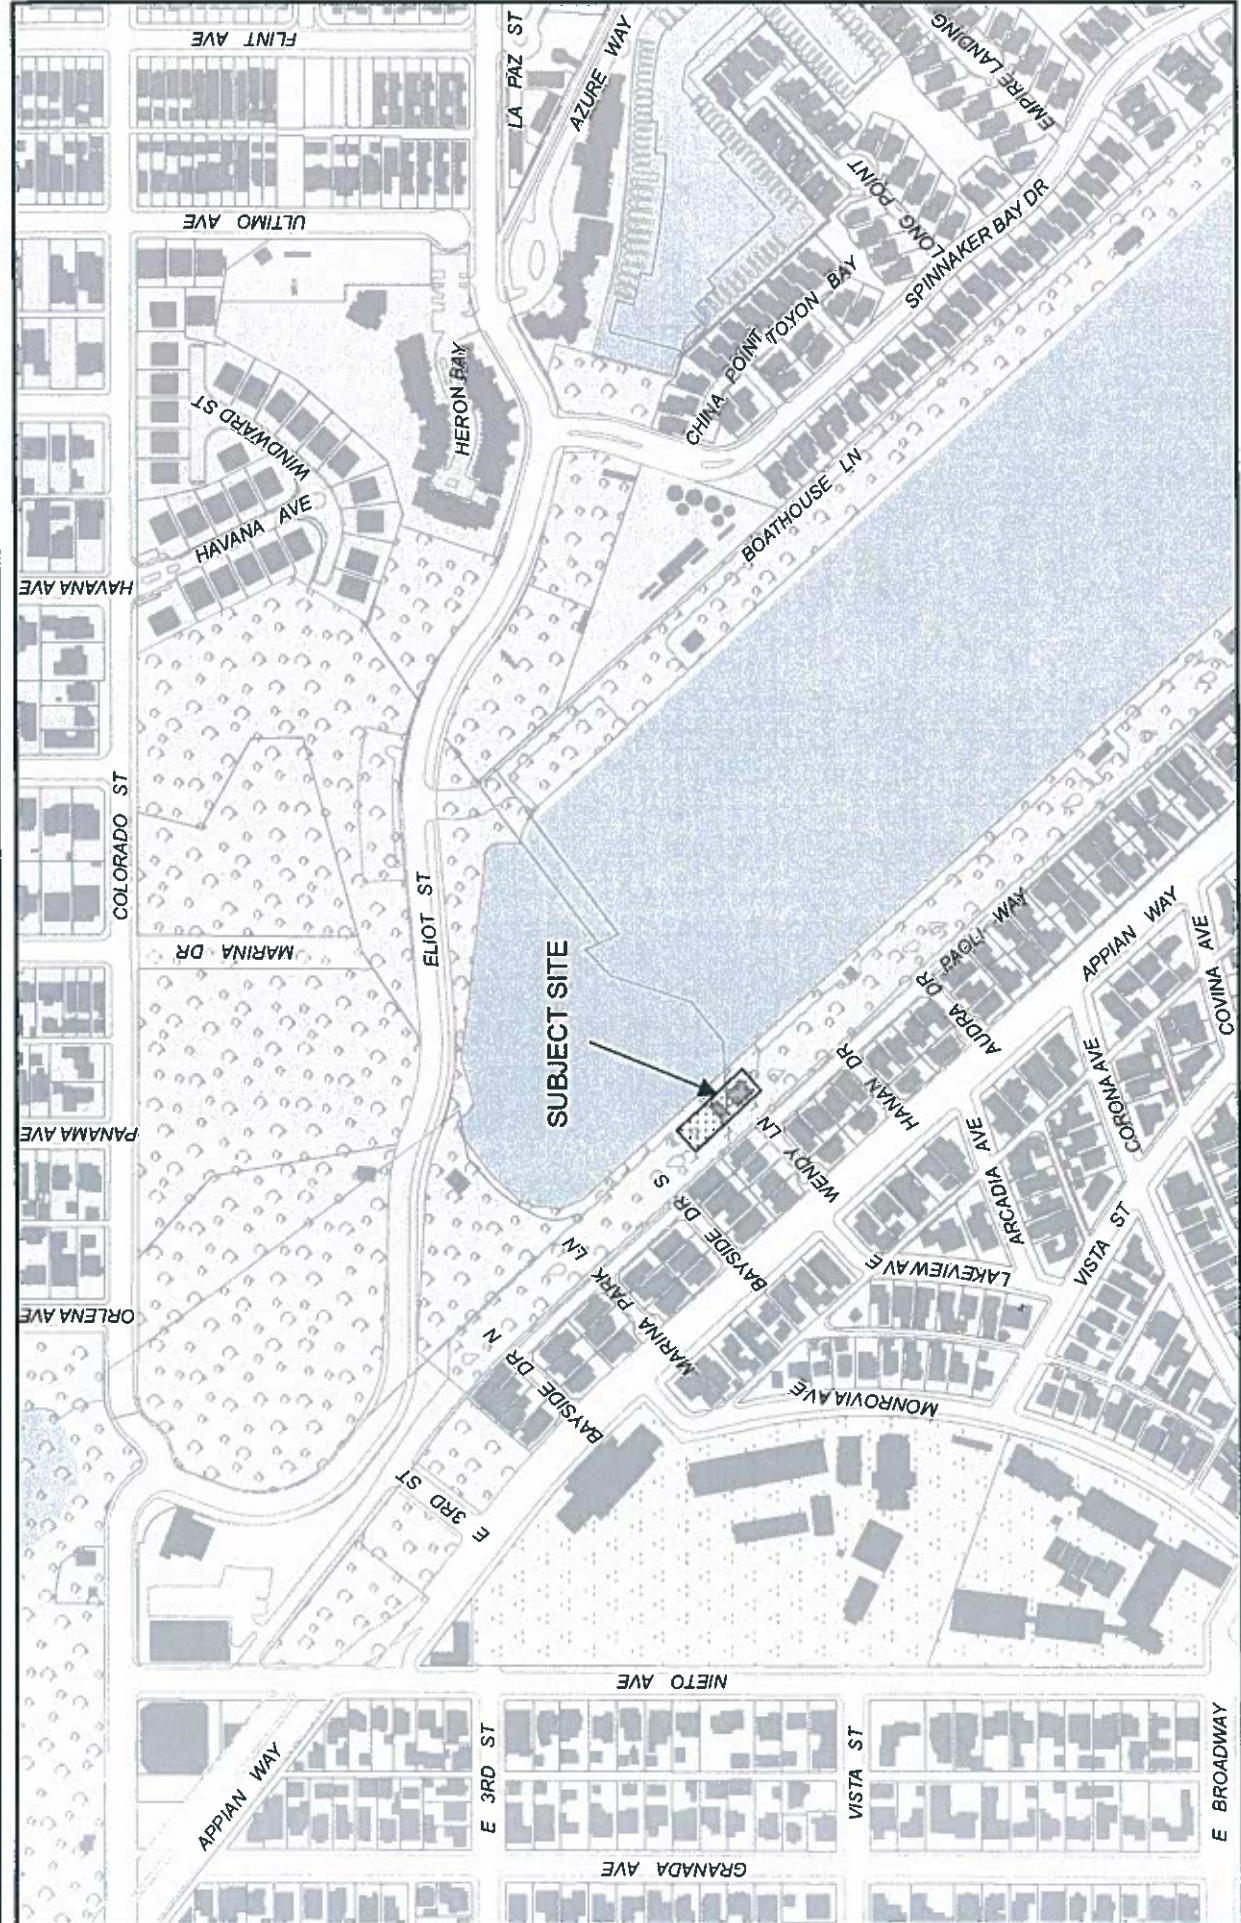 FLINT AVE
LA PAZ ST
AZURE WAY
EMPIRE LANDING
ULTIMO AVE
LONG POINT
SPINNAKER BAY DR
TOYON BAY
CHINA POINT
HERON BAY
WINDWARD ST
HAVANA AVE
BOATHOUSE LN
HAVANA AVE
COLORADO ST
MARINA DR
ELIOT ST
SUBJECT SITE
PAOLI WAY
APPIAN WAY
COVINA AVE
AUDRA DR
HANAN DR
CORONA AVE
PANAMA AVE
WENDY LN
ARCADIA AVE
BAYSIDE DR S
VISTA ST
LAKEVIEW AVE
ORLENA AVE
MARINA PARK LN
BAYSIDE DR N
MONROVIA AVE
E 3RD ST
NIETO AVE
APPIAN WAY
E 3RD ST
VISTA ST
E BROADWAY
GRANADA AVE